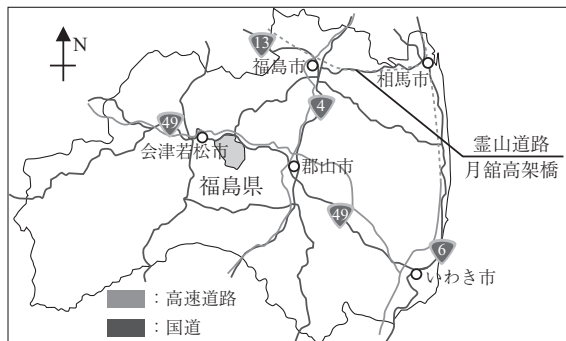 N
13
福島市
相馬市
4
49
会津若松市
霊山道路
月舘高架橋
郡山市
福島県
49
6
いわき市
：高速道路
：国道